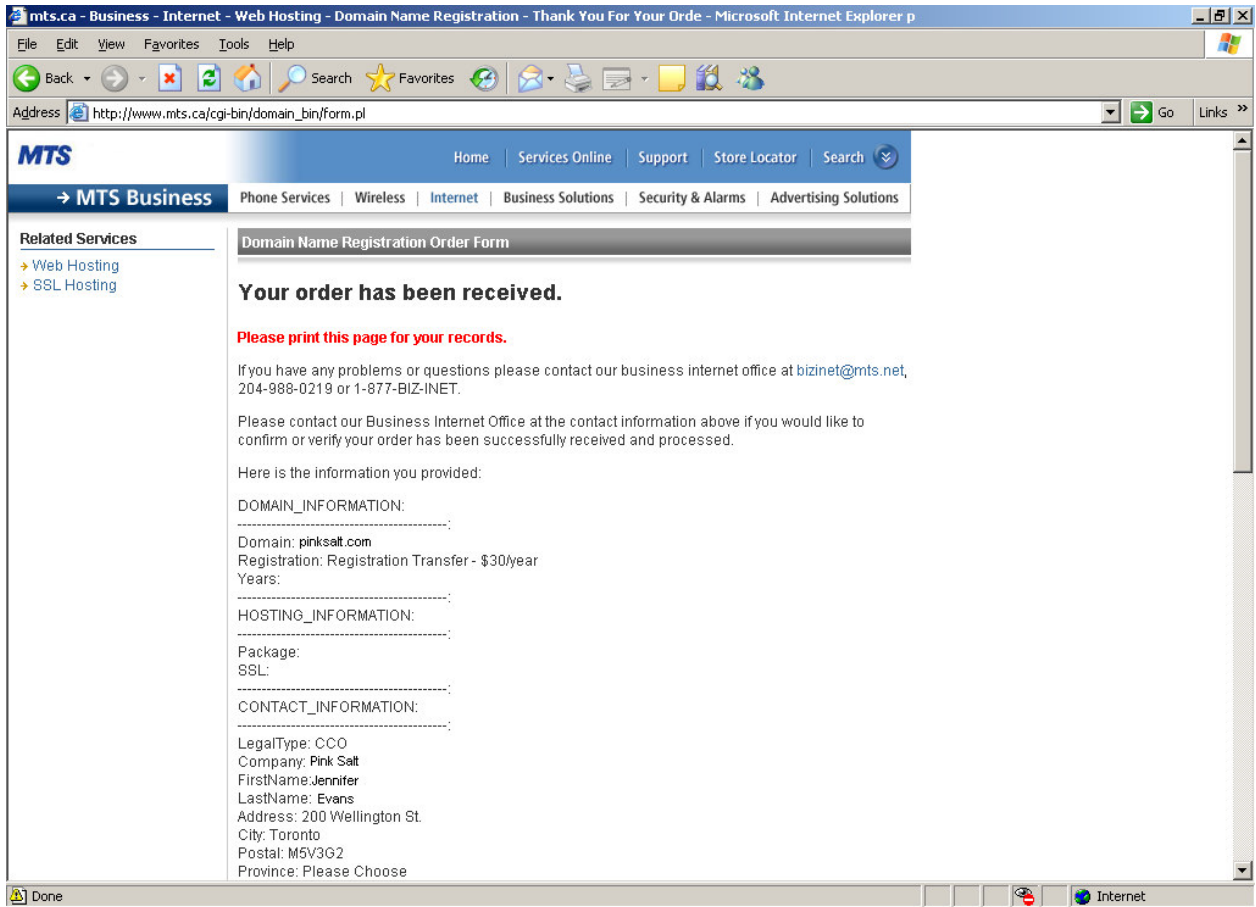 mts.ca - Business - Internet - Web Hosting - Domain Name Registration - Thank You For Your Orde - Microsoft Internet Explorer p
File Edit View Favorites Tools Help
Back Search Favorites
Address http://www.mts.ca/cgi-bin/domain_bin/form.pl Go Links »
MTS
Home | Services Online | Support | Store Locator | Search
→ MTS Business
Phone Services | Wireless | Internet | Business Solutions | Security & Alarms | Advertising Solutions
Related Services
→ Web Hosting
→ SSL Hosting
Domain Name Registration Order Form
Your order has been received.
Please print this page for your records.
If you have any problems or questions please contact our business internet office at bizinet@mts.net,
204-988-0219 or 1-877-BIZ-INET.
Please contact our Business Internet Office at the contact information above if you would like to
confirm or verify your order has been successfully received and processed.
Here is the information you provided:
DOMAIN_INFORMATION:
-------------------------------------------:
Domain: pinksalt.com
Registration: Registration Transfer - $30/year
Years:
-------------------------------------------:
HOSTING_INFORMATION:
-------------------------------------------:
Package:
SSL:
-------------------------------------------:
CONTACT_INFORMATION:
-------------------------------------------:
LegalType: CCO
Company: Pink Salt
FirstName:Jennifer
LastName: Evans
Address: 200 Wellington St.
City: Toronto
Postal: M5V3G2
Province: Please Choose
Done
Internet